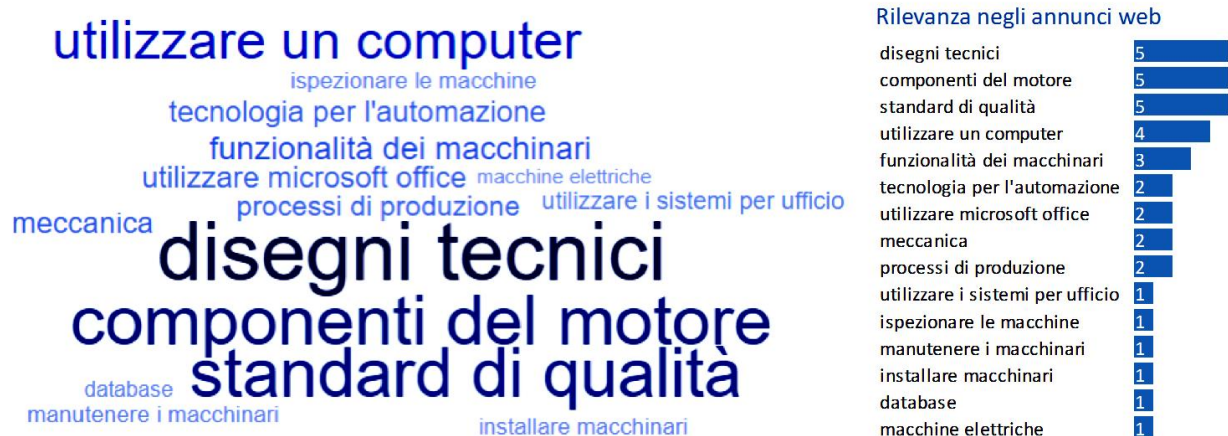 utilizzare un computer
ispezionare le macchine
tecnologia per l'automazione
funzionalità dei macchinari
utilizzare microsoft office macchine elettriche
processi di produzione utilizzare i sistemi per ufficio
meccanica
disegni tecnici
componenti del motore
standard di qualità
database
manutenere i macchinari
installare macchinari
Rilevanza negli annunci web
disegni tecnici 5
componenti del motore 5
standard di qualità 5
utilizzare un computer 4
funzionalità dei macchinari 3
tecnologia per l'automazione 2
utilizzare microsoft office 2
meccanica 2
processi di produzione 2
utilizzare i sistemi per ufficio 1
ispezionare le macchine 1
manutenere i macchinari 1
installare macchinari 1
database 1
macchine elettriche 1